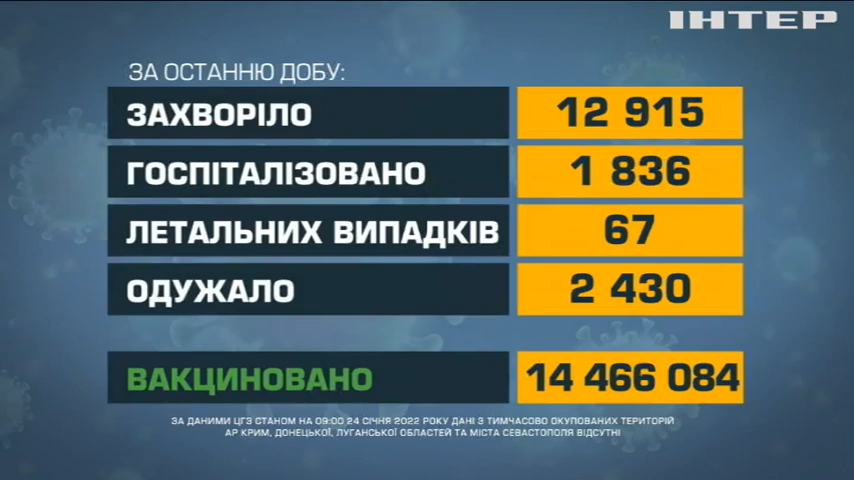 ІНТЕР
ЗА ОСТАННЮ ДОБУ:
ЗАХВОРІЛО 12 915
ГОСПІТАЛІЗОВАНО 1 836
ЛЕТАЛЬНИХ ВИПАДКІВ 67
ОДУЖАЛО 2 430
ВАКЦИНОВАНО 14 466 084
ЗА ДАНИМИ ЦГЗ СТАНОМ НА 09:00 24 СІЧНЯ 2022 РОКУ ДАНІ З ТИМЧАСОВО ОКУПОВАНИХ ТЕРИТОРІЙ
АР КРИМ, ДОНЕЦЬКОЇ, ЛУГАНСЬКОЇ ОБЛАСТЕЙ ТА МІСТА СЕВАСТОПОЛЯ ВІДСУТНІ